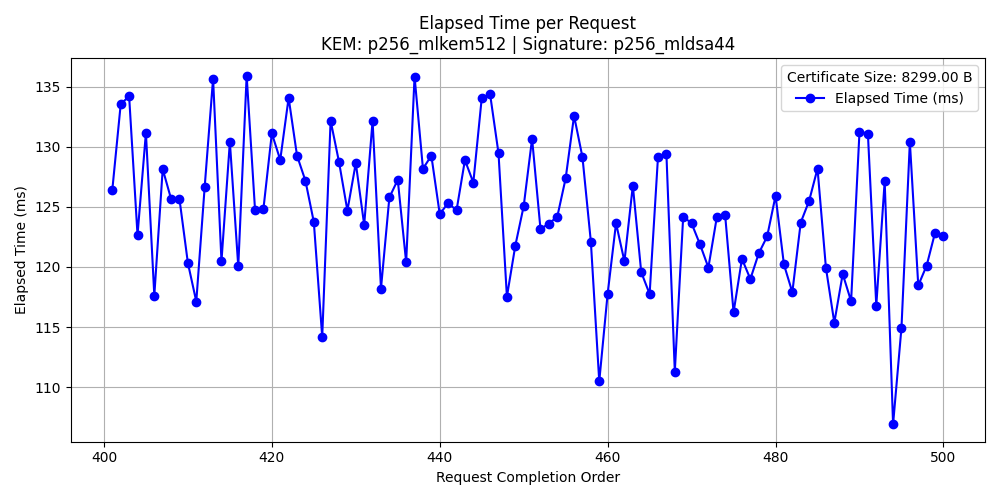 Elapsed Time per Request
KEM: p256_mlkem512 | Signature: p256_mldsa44
Certificate Size: 8299.00 B
Elapsed Time (ms)
Elapsed Time (ms)
135
130
125
120
115
110
400 420 440 460 480 500
Request Completion Order